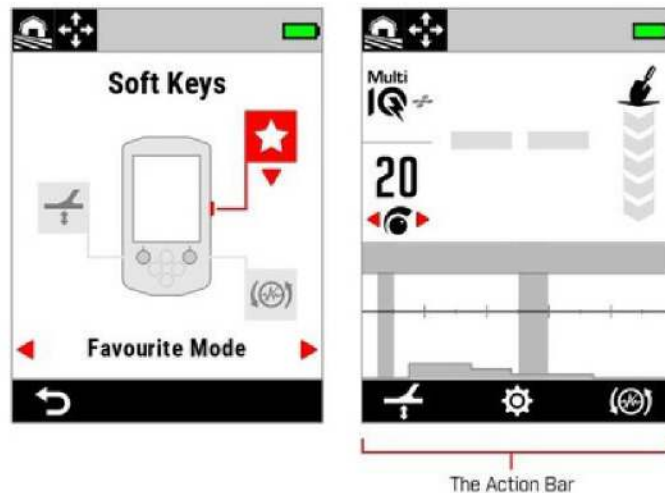 Soft Keys
Favourite Mode
Multi
IQ
20
The Action Bar